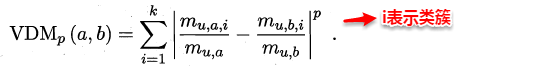 VDM_p (a, b) = \sum_{i=1}^{k} \left| \frac{m_{u,a,i}}{m_{u,a}} - \frac{m_{u,b,i}}{m_{u,b}} \right|^p . i表示类簇